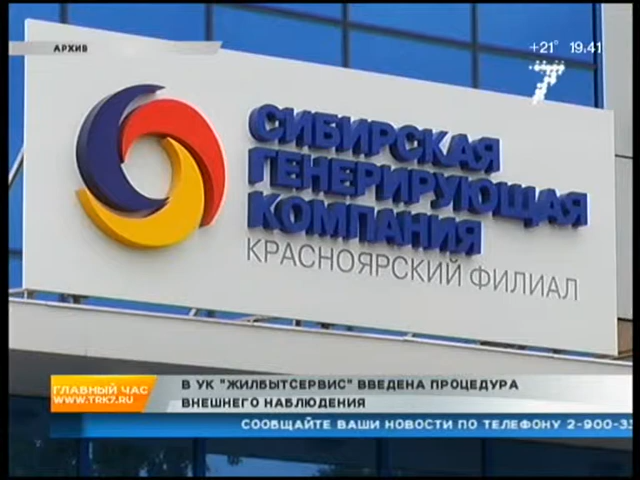 АРХИВ
+21° 19.41
7
СИБИРСКАЯ
ГЕНЕРИРУЮЩАЯ
КОМПАНИЯ
КРАСНОЯРСКИЙ ФИЛИАЛ
ГЛАВНЫЙ ЧАС
WWW.TRK7.RU
В УК "ЖИЛБЫТСЕРВИС" ВВЕДЕНА ПРОЦЕДУРА
ВНЕШНЕГО НАБЛЮДЕНИЯ
СООБЩАЙТЕ ВАШИ НОВОСТИ ПО ТЕЛЕФОНУ 2-900-33